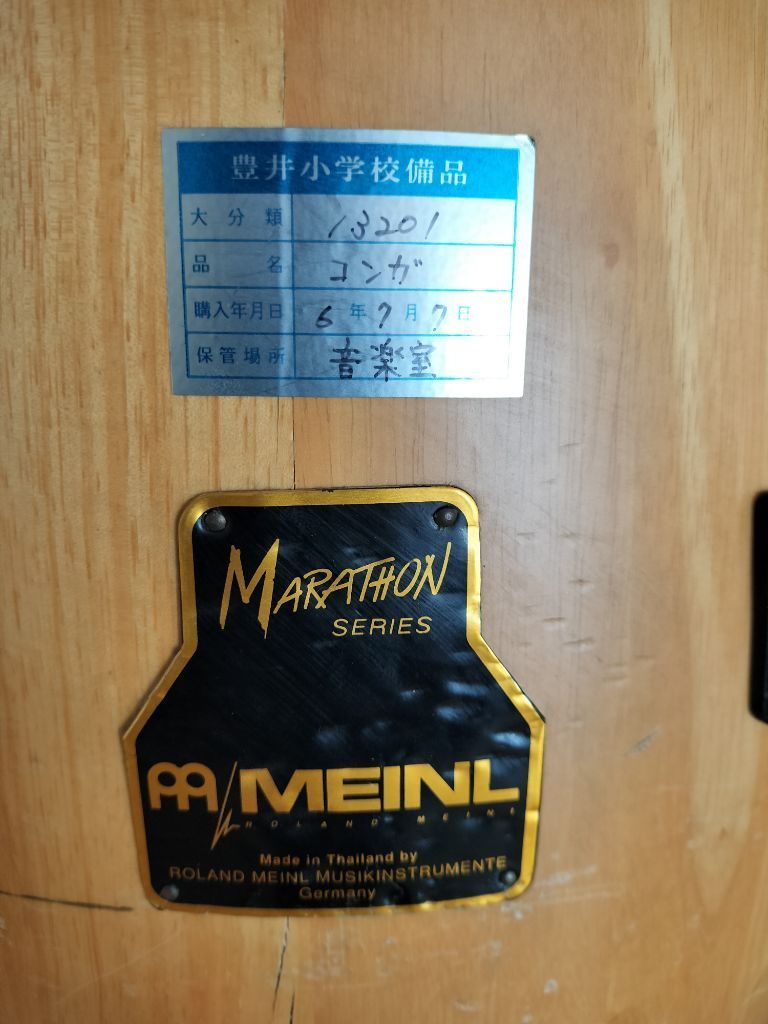 豊井小学校備品
大分類 13201
品名 コンガ
購入年月日 6年7月7日
保管場所 音楽室
MARATHON
SERIES
MEINL
ROLAND MEINL
Made in Thailand by
ROLAND MEINL MUSIKINSTRUMENTE
Germany